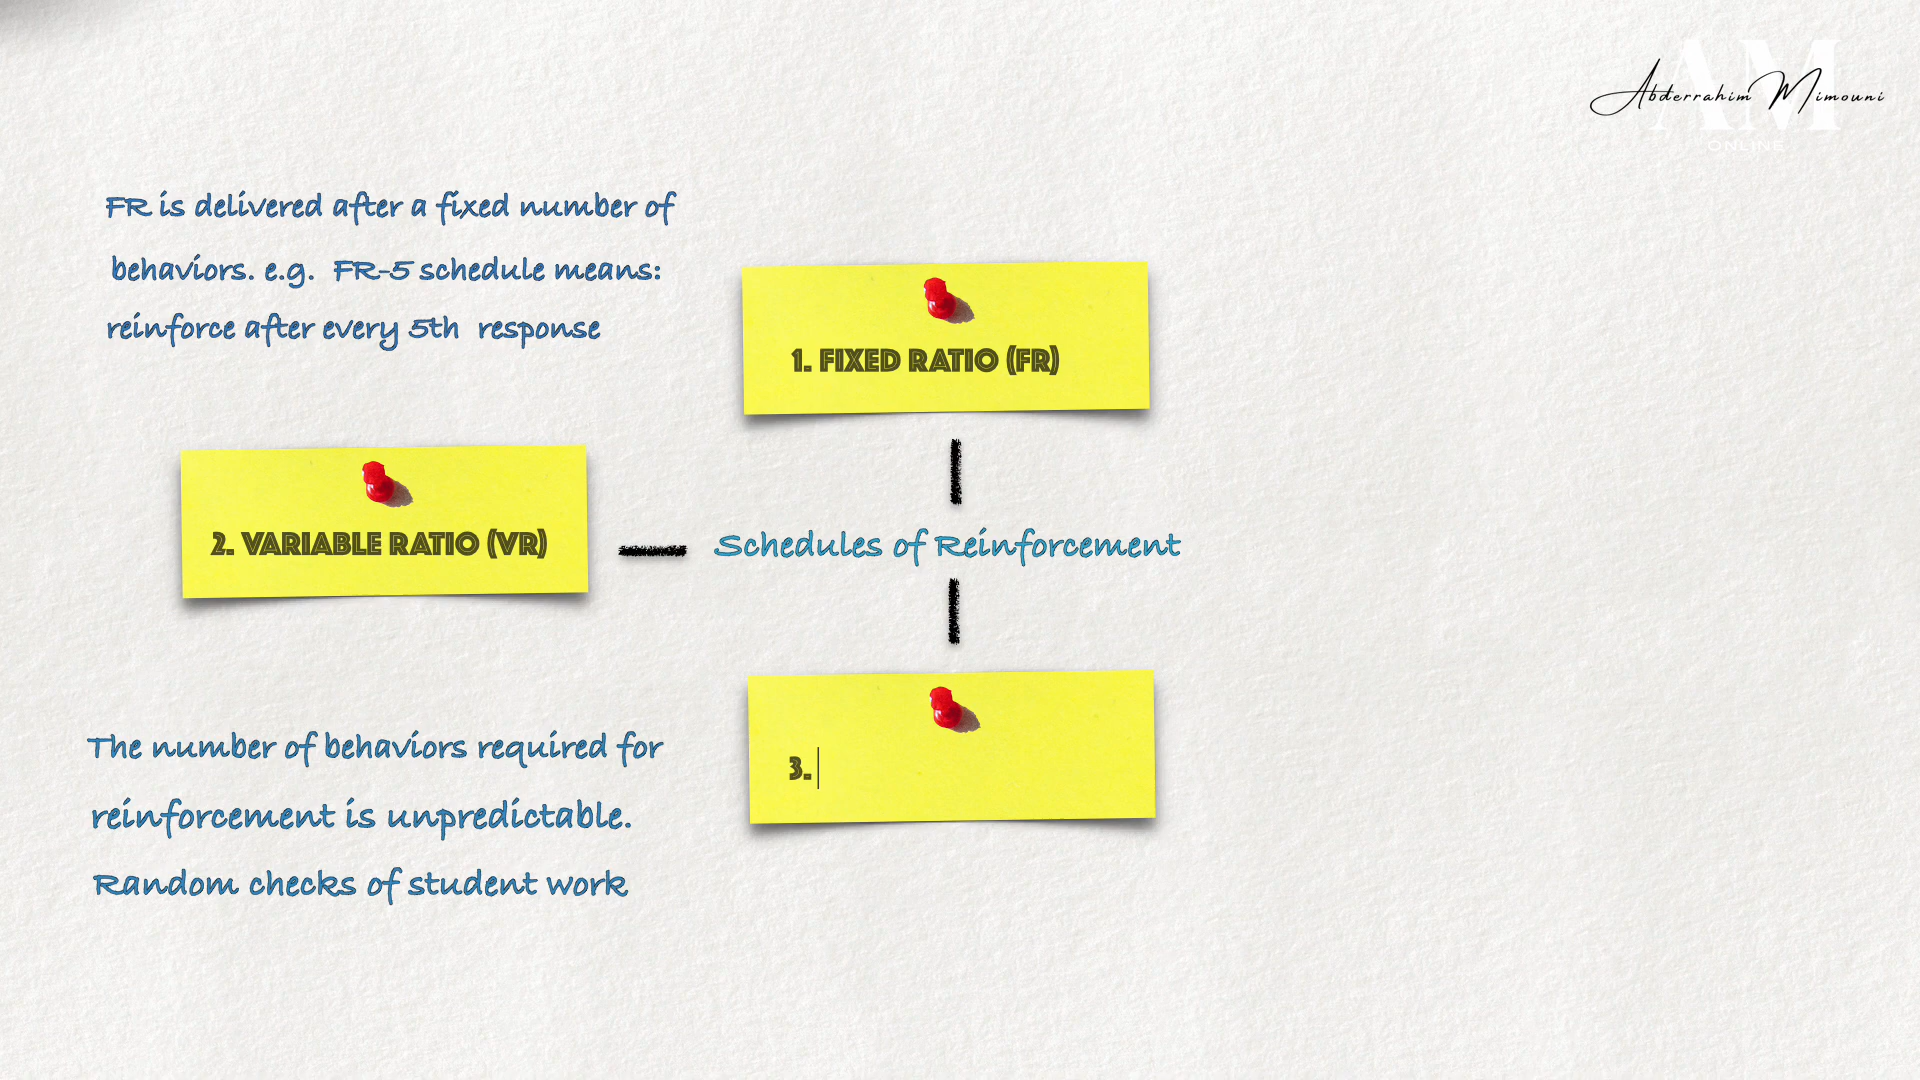 Abderrahim Mimouni
AM
ONLINE
FR is delivered after a fixed number of
behaviors. e.g. FR-5 schedule means:
reinforce after every 5th response
1. FIXED RATIO (FR)
2. VARIABLE RATIO (VR)
Schedules of Reinforcement
3.
The number of behaviors required for
reinforcement is unpredictable.
Random checks of student work